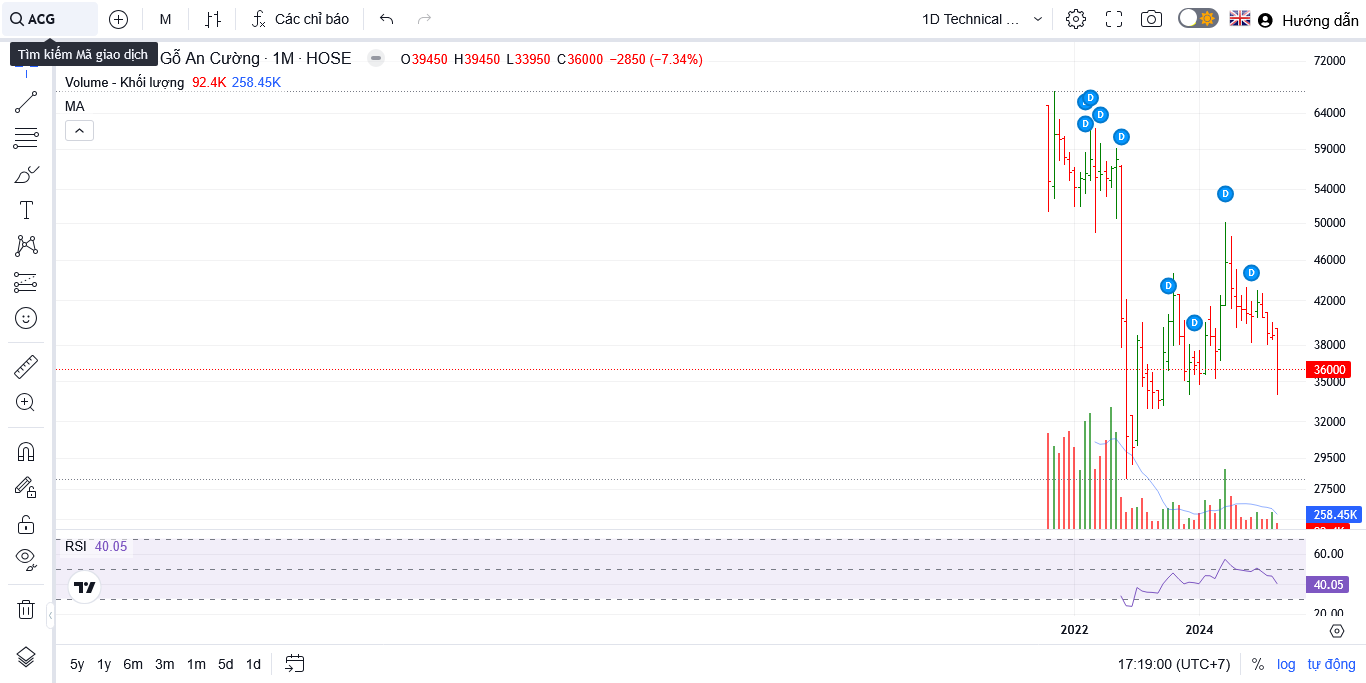 ACG
M
Các chỉ báo
1D Technical ...
Hướng dẫn
Tìm kiếm Mã giao dịch
Gỗ An Cường · 1M · HOSE
O39450 H39450 L33950 C36000 −2850 (−7.34%)
Volume - Khối lượng 92.4K 258.45K
MA
D
D
D
D
D
D
D
D
72000
64000
59000
54000
50000
46000
42000
38000
36000
35000
32000
29500
27500
258.45K
RSI 40.05
60.00
40.05
20.00
2022
2024
5y 1y 6m 3m 1m 5d 1d
17:19:00 (UTC+7)
% log tự động